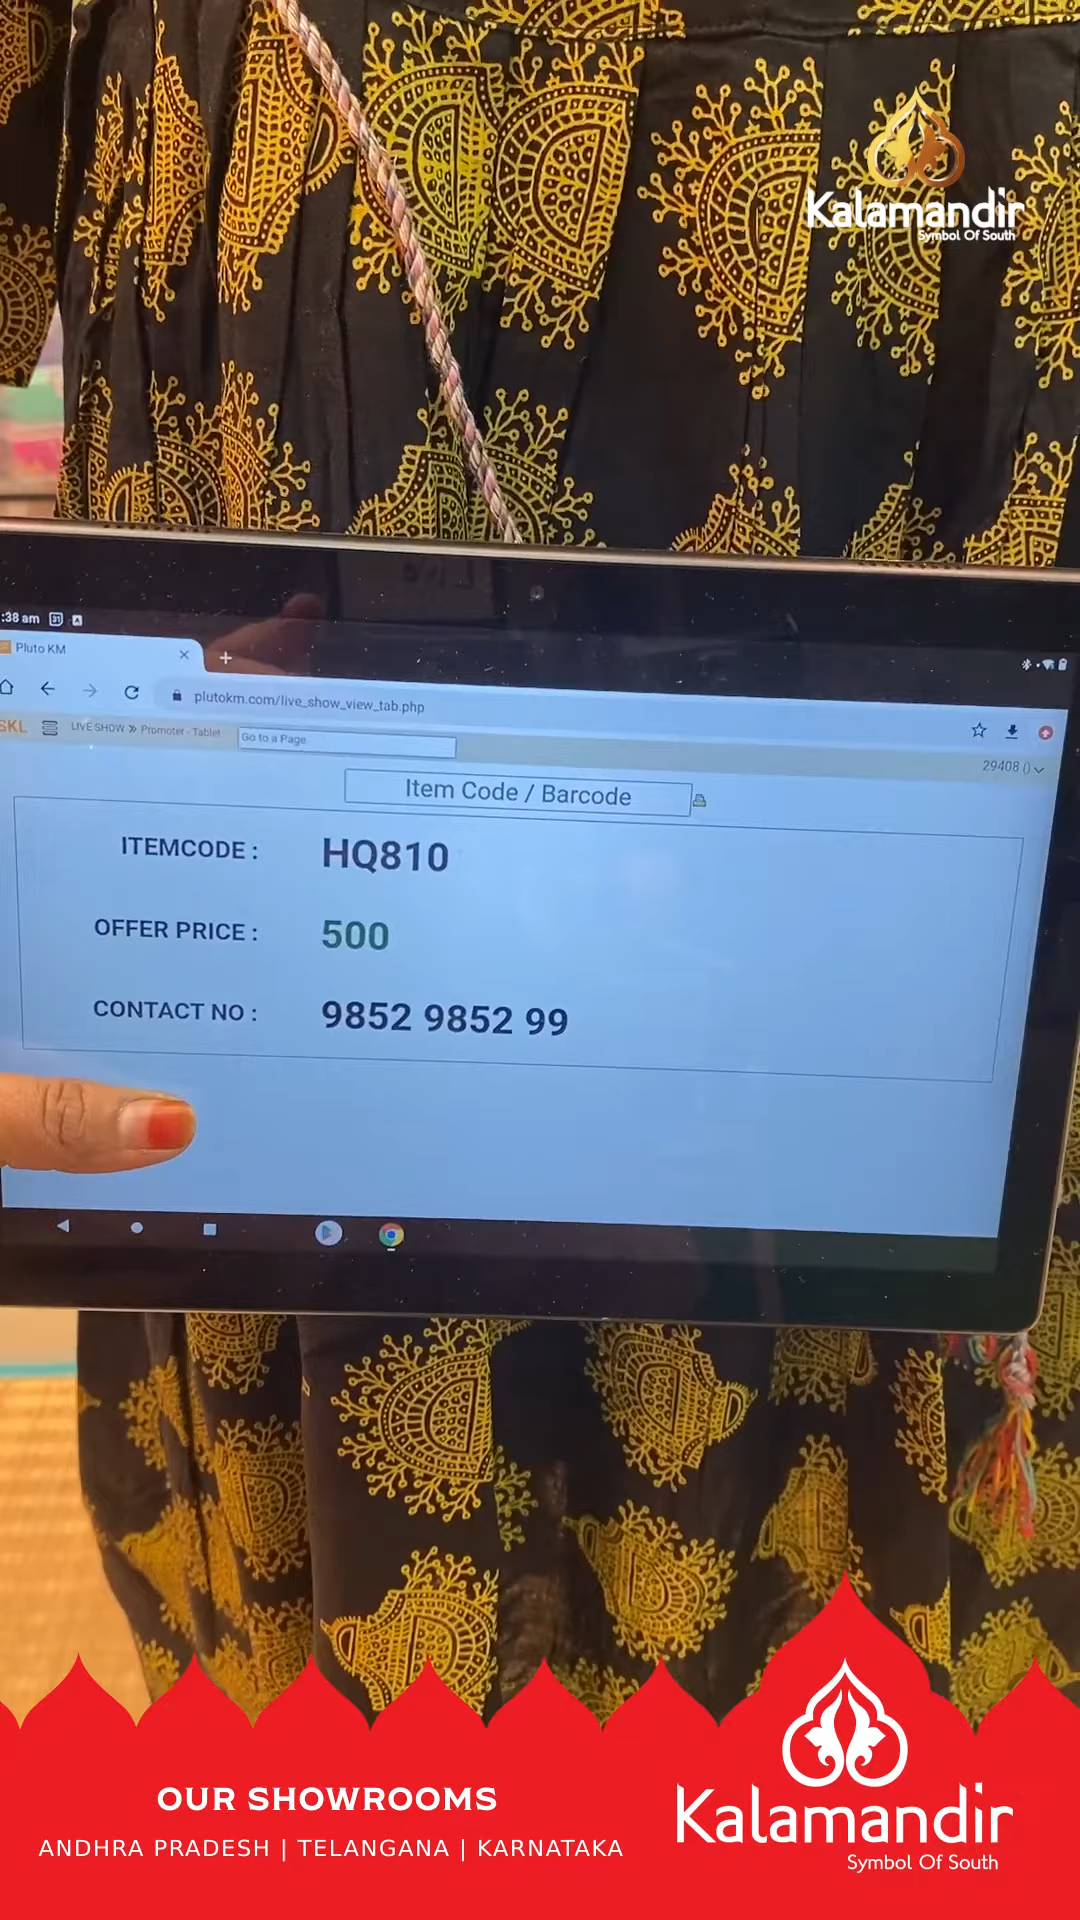 Kalamandir
Symbol Of South
:38 am
Pluto KM
plutokm.com/live_show_view_tab.php
SKL LIVE SHOW >> Promoter - Tablet Go to a Page
29408 ()
Item Code / Barcode
ITEMCODE : HQ810
OFFER PRICE : 500
CONTACT NO : 9852 9852 99
OUR SHOWROOMS
ANDHRA PRADESH | TELANGANA | KARNATAKA
Kalamandir
Symbol Of South